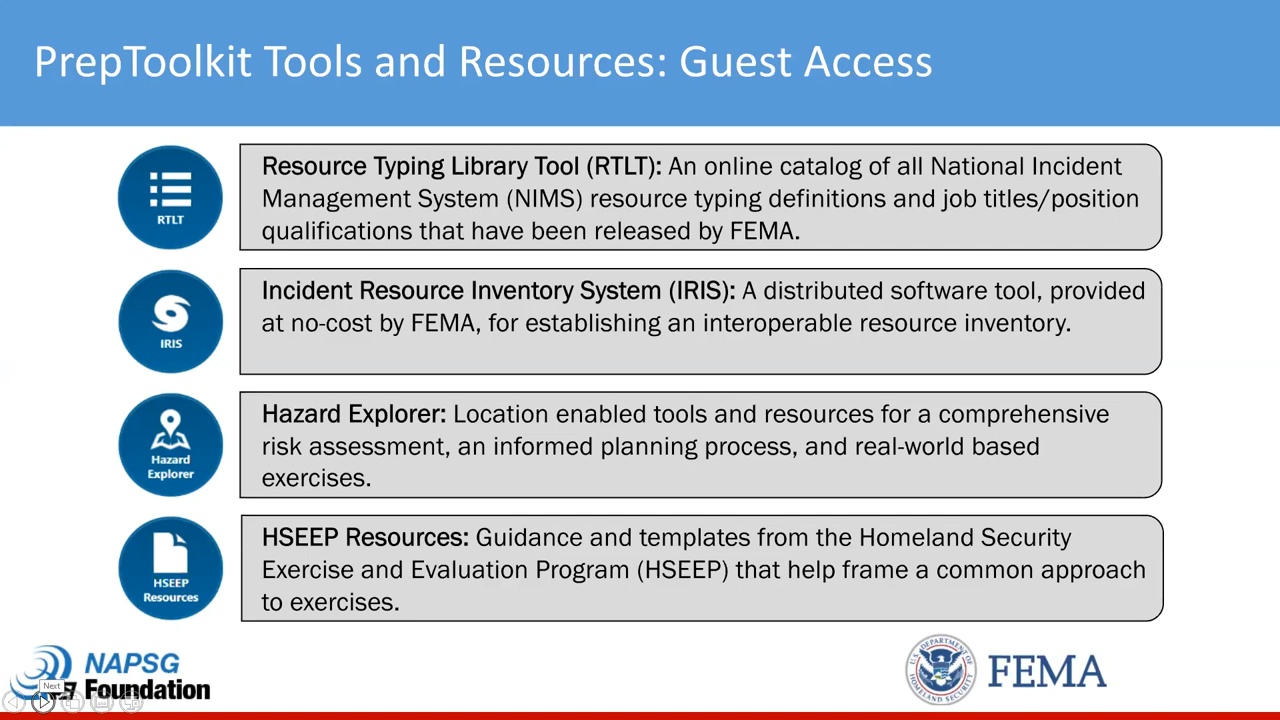 PrepToolkit Tools and Resources: Guest Access
RTLT
Resource Typing Library Tool (RTLT): An online catalog of all National Incident
Management System (NIMS) resource typing definitions and job titles/position
qualifications that have been released by FEMA.
IRIS
Incident Resource Inventory System (IRIS): A distributed software tool, provided
at no-cost by FEMA, for establishing an interoperable resource inventory.
Hazard
Explorer
Hazard Explorer: Location enabled tools and resources for a comprehensive
risk assessment, an informed planning process, and real-world based
exercises.
HSEEP
Resources
HSEEP Resources: Guidance and templates from the Homeland Security
Exercise and Evaluation Program (HSEEP) that help frame a common approach
to exercises.
NAPSG
Foundation
Next
U.S. DEPARTMENT OF
HOMELAND SECURITY
FEMA